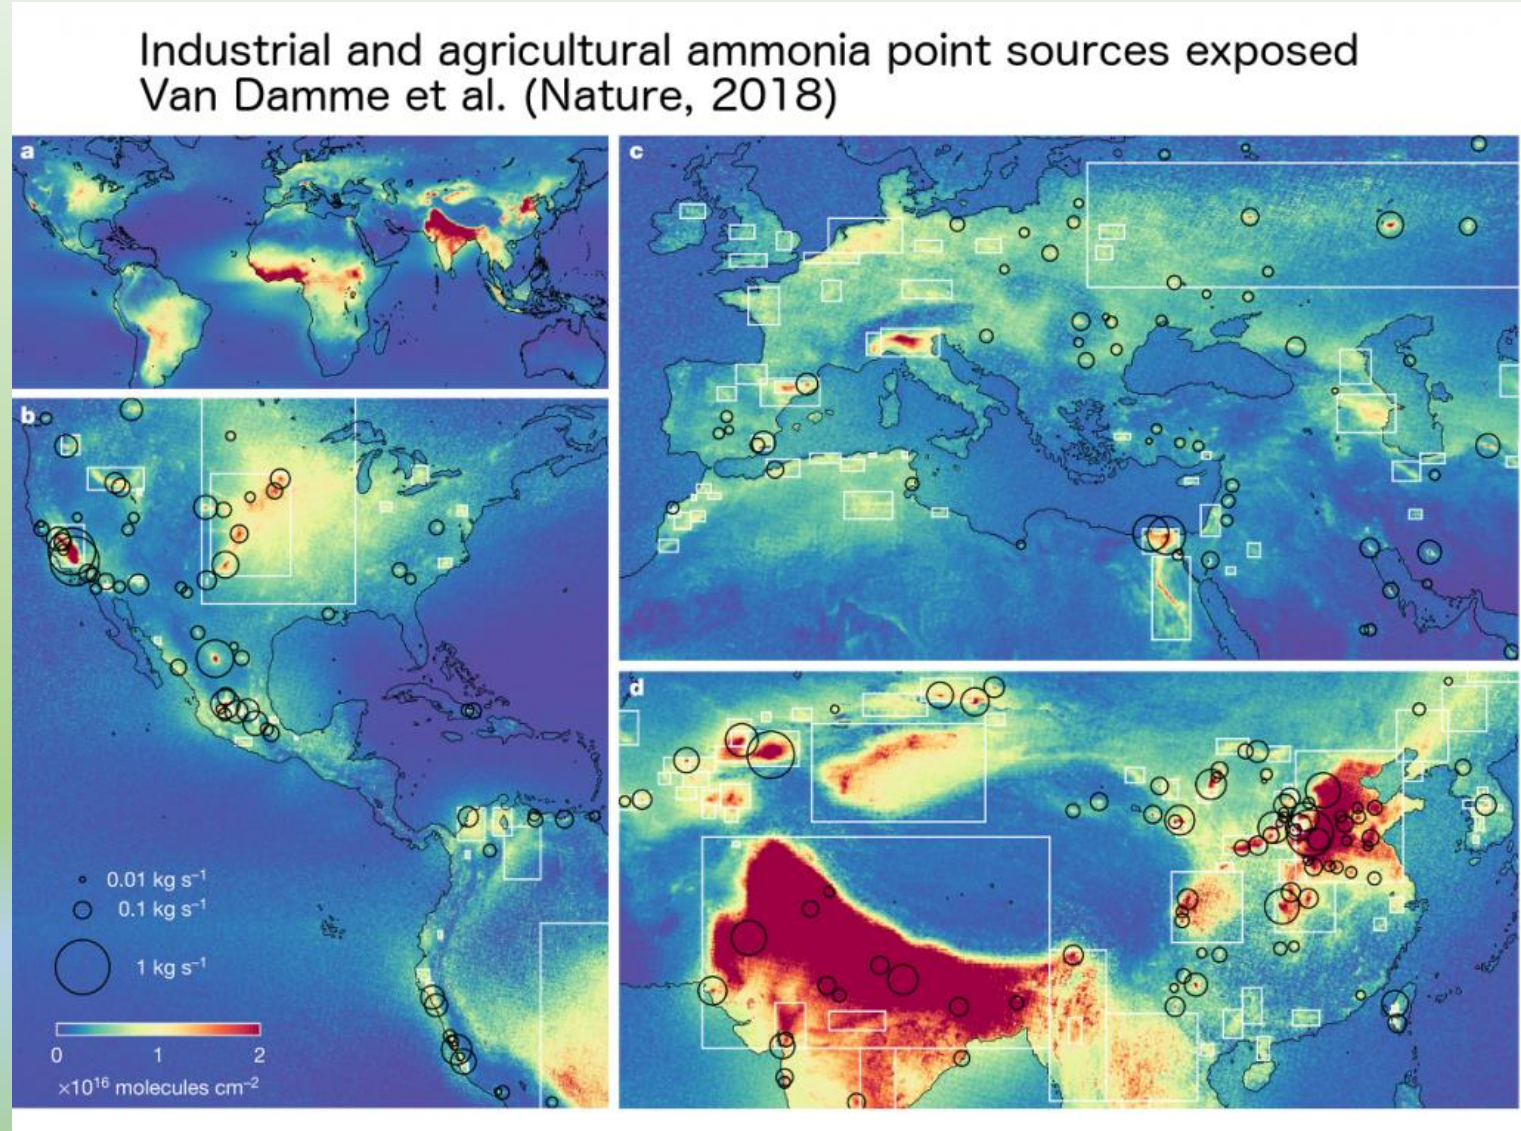 Industrial and agricultural ammonia point sources exposed
Van Damme et al. (Nature, 2018)
a
c
b
d
0.01 kg s⁻¹
0.1 kg s⁻¹
1 kg s⁻¹
0 1 2
×10¹⁶ molecules cm⁻²